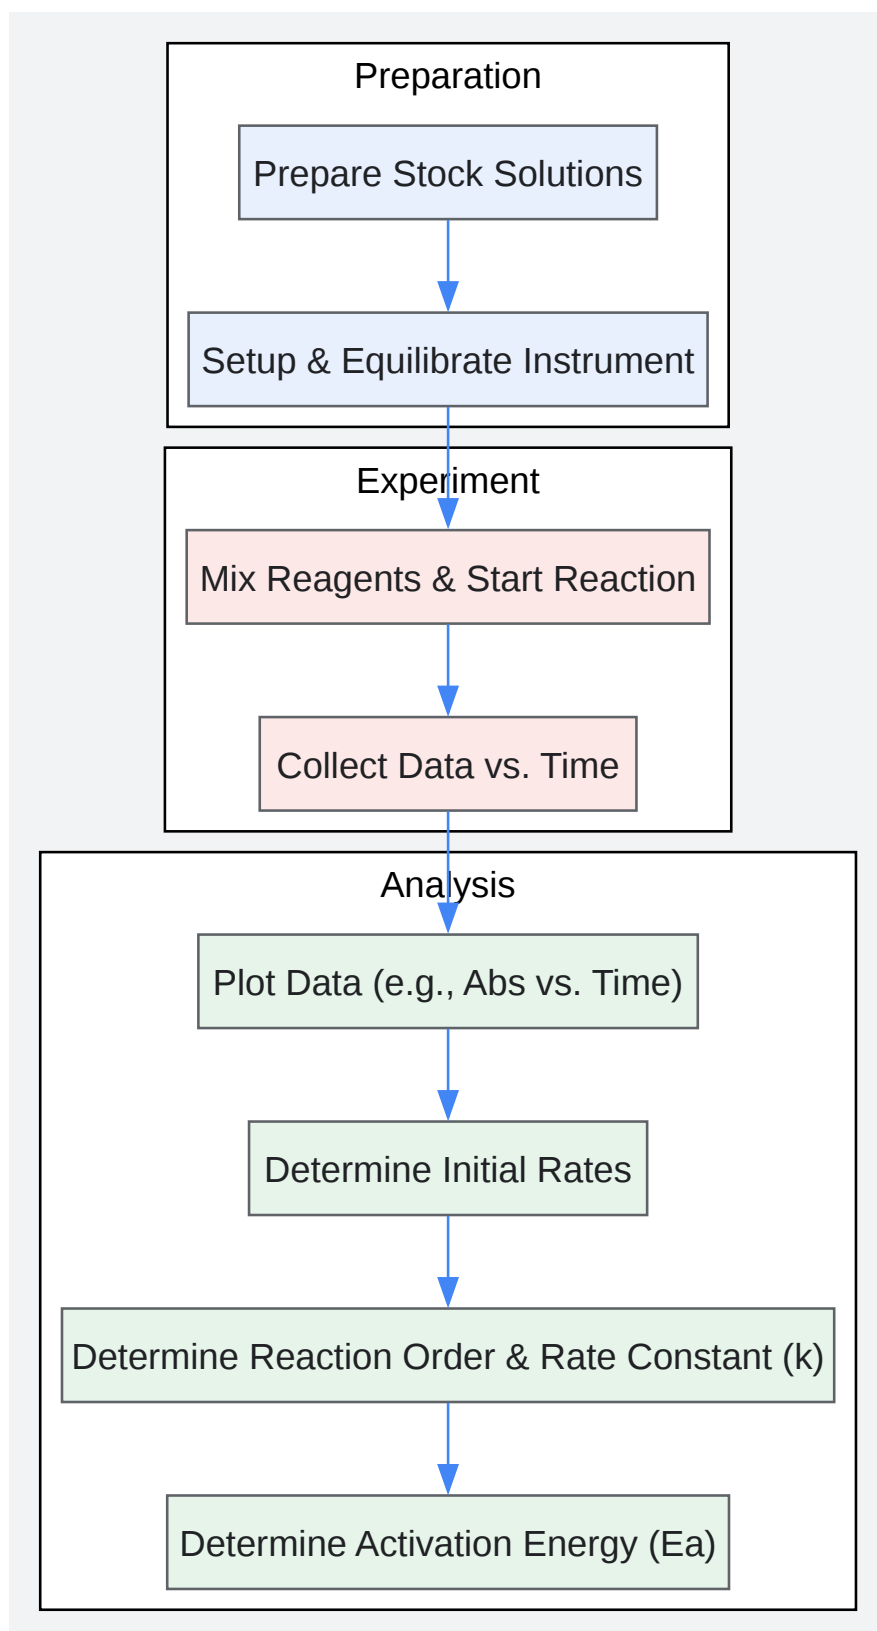 Preparation
Prepare Stock Solutions
Setup & Equilibrate Instrument
Experiment
Mix Reagents & Start Reaction
Collect Data vs. Time
Analysis
Plot Data (e.g., Abs vs. Time)
Determine Initial Rates
Determine Reaction Order & Rate Constant (k)
Determine Activation Energy (Ea)